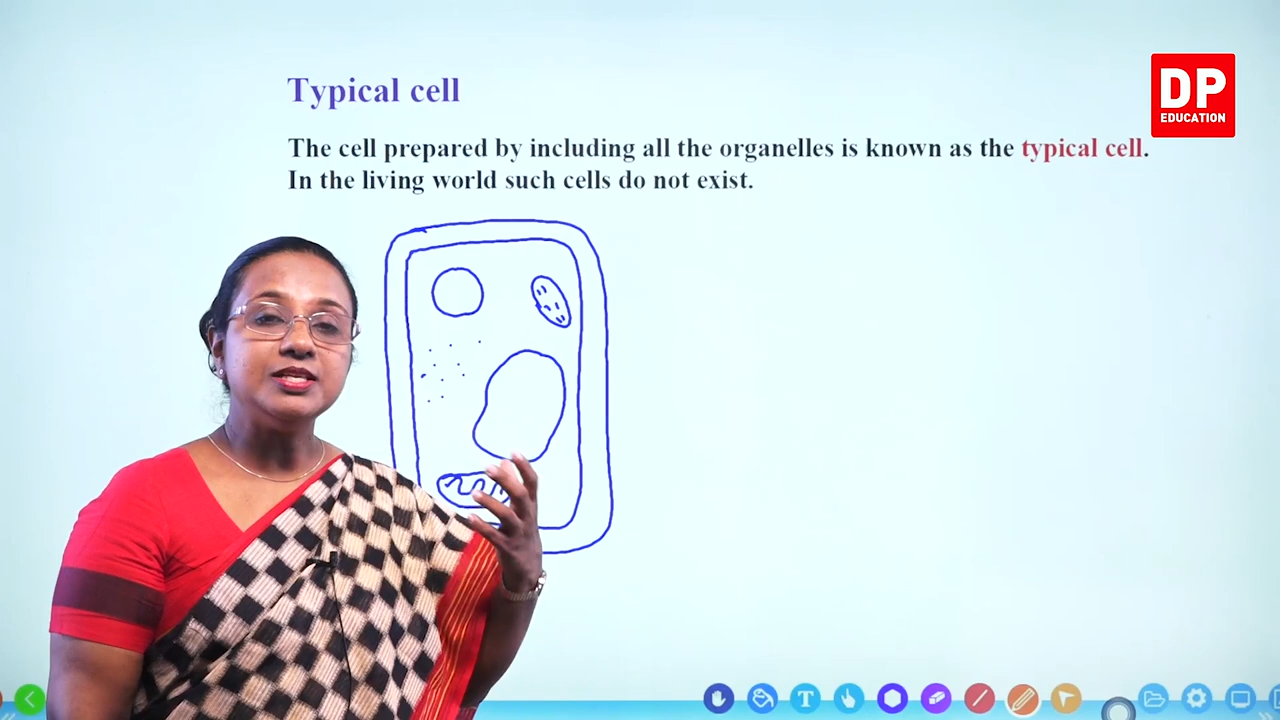 Typical cell
DP
EDUCATION
The cell prepared by including all the organelles is known as the typical cell.
In the living world such cells do not exist.
T